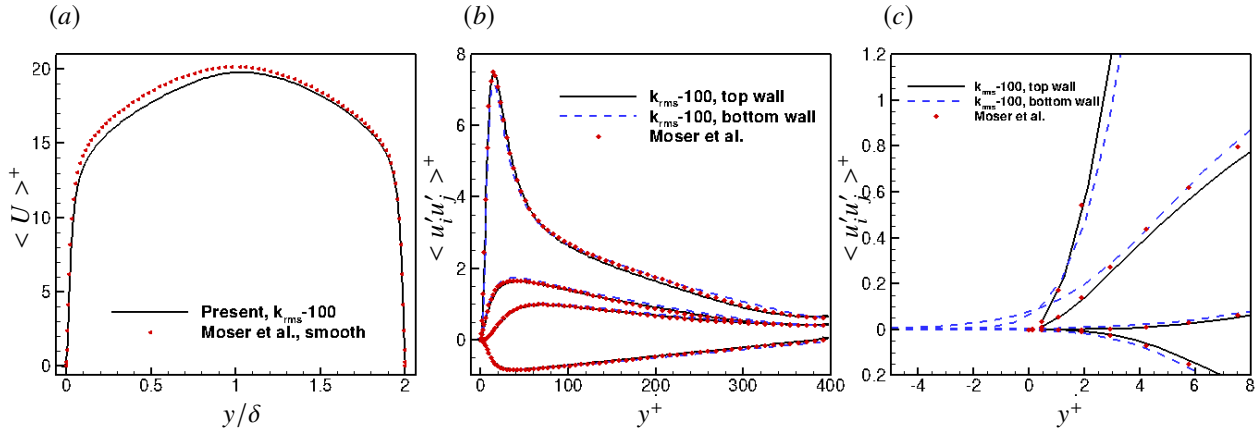 (a)
20
15
10
5
0
0
0.5
1
1.5
2
< U >+
y/δ
Present, krms-100
Moser et al., smooth
(b)
8
6
4
2
0
0
100
200
300
400
< u′i u′j >+
y+
krms-100, top wall
krms-100, bottom wall
Moser et al.
(c)
1.2
1
0.8
0.6
0.4
0.2
0
0.2
-4
-2
0
2
4
6
8
< u′i u′j >+
y+
krms-100, top wall
krms-100, bottom wall
Moser et al.